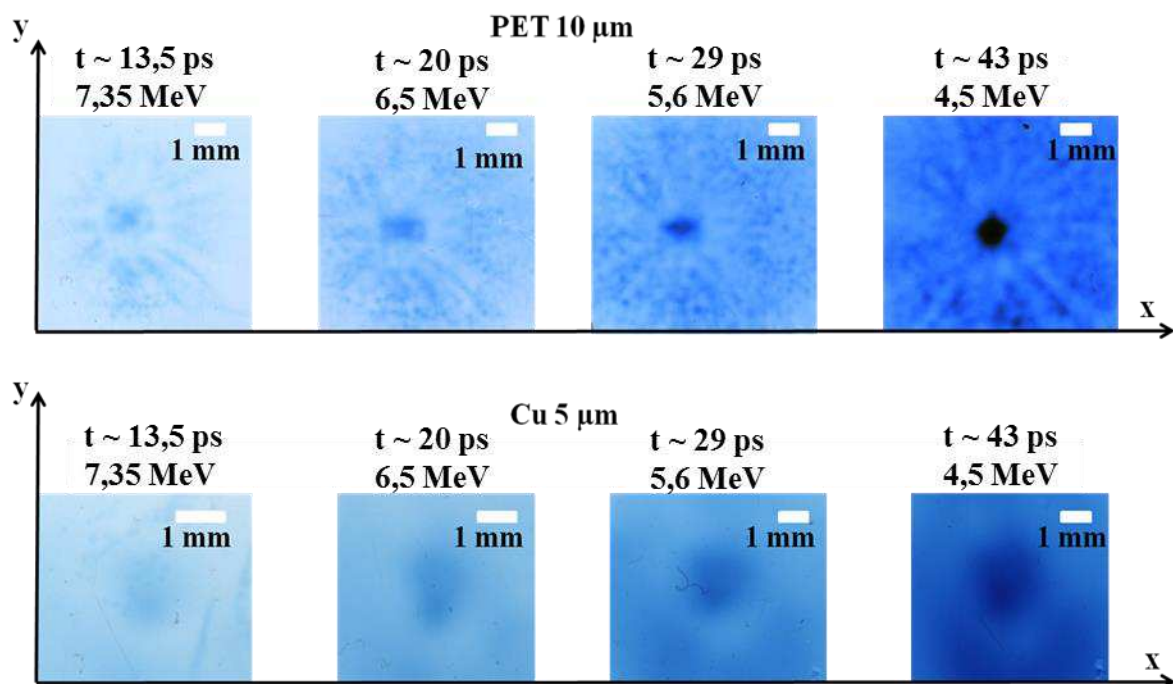 y
PET 10 µm
t ~ 13,5 ps
7,35 MeV
t ~ 20 ps
6,5 MeV
t ~ 29 ps
5,6 MeV
t ~ 43 ps
4,5 MeV
1 mm
1 mm
1 mm
1 mm
x
y
Cu 5 µm
t ~ 13,5 ps
7,35 MeV
t ~ 20 ps
6,5 MeV
t ~ 29 ps
5,6 MeV
t ~ 43 ps
4,5 MeV
1 mm
1 mm
1 mm
1 mm
x